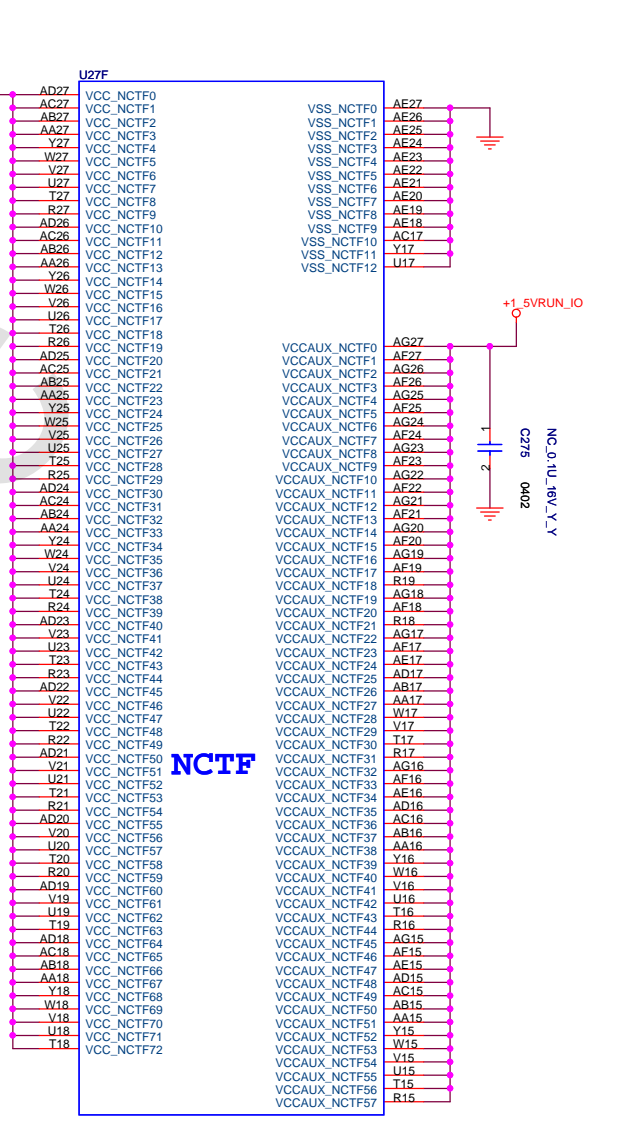 U27F
AD27 VCC_NCTF0
AC27 VCC_NCTF1
AB27 VCC_NCTF2
AA27 VCC_NCTF3
Y27 VCC_NCTF4
W27 VCC_NCTF5
V27 VCC_NCTF6
U27 VCC_NCTF7
T27 VCC_NCTF8
R27 VCC_NCTF9
AD26 VCC_NCTF10
AC26 VCC_NCTF11
AB26 VCC_NCTF12
AA26 VCC_NCTF13
Y26 VCC_NCTF14
W26 VCC_NCTF15
V26 VCC_NCTF16
U26 VCC_NCTF17
T26 VCC_NCTF18
R26 VCC_NCTF19
AD25 VCC_NCTF20
AC25 VCC_NCTF21
AB25 VCC_NCTF22
AA25 VCC_NCTF23
Y25 VCC_NCTF24
W25 VCC_NCTF25
V25 VCC_NCTF26
U25 VCC_NCTF27
T25 VCC_NCTF28
R25 VCC_NCTF29
AD24 VCC_NCTF30
AC24 VCC_NCTF31
AB24 VCC_NCTF32
AA24 VCC_NCTF33
Y24 VCC_NCTF34
W24 VCC_NCTF35
V24 VCC_NCTF36
U24 VCC_NCTF37
T24 VCC_NCTF38
R24 VCC_NCTF39
AD23 VCC_NCTF40
V23 VCC_NCTF41
U23 VCC_NCTF42
T23 VCC_NCTF43
R23 VCC_NCTF44
AD22 VCC_NCTF45
V22 VCC_NCTF46
U22 VCC_NCTF47
T22 VCC_NCTF48
R22 VCC_NCTF49
AD21 VCC_NCTF50
V21 VCC_NCTF51
U21 VCC_NCTF52
T21 VCC_NCTF53
R21 VCC_NCTF54
AD20 VCC_NCTF55
V20 VCC_NCTF56
U20 VCC_NCTF57
T20 VCC_NCTF58
R20 VCC_NCTF59
AD19 VCC_NCTF60
V19 VCC_NCTF61
U19 VCC_NCTF62
T19 VCC_NCTF63
AD18 VCC_NCTF64
AC18 VCC_NCTF65
AB18 VCC_NCTF66
AA18 VCC_NCTF67
Y18 VCC_NCTF68
W18 VCC_NCTF69
V18 VCC_NCTF70
U18 VCC_NCTF71
T18 VCC_NCTF72
NCTF
VSS_NCTF0 AE27
VSS_NCTF1 AE26
VSS_NCTF2 AE25
VSS_NCTF3 AE24
VSS_NCTF4 AE23
VSS_NCTF5 AE22
VSS_NCTF6 AE21
VSS_NCTF7 AE20
VSS_NCTF8 AE19
VSS_NCTF9 AE18
VSS_NCTF10 AC17
VSS_NCTF11 Y17
VSS_NCTF12 U17
VCCAUX_NCTF0 AG27
VCCAUX_NCTF1 AF27
VCCAUX_NCTF2 AG26
VCCAUX_NCTF3 AF26
VCCAUX_NCTF4 AG25
VCCAUX_NCTF5 AF25
VCCAUX_NCTF6 AG24
VCCAUX_NCTF7 AF24
VCCAUX_NCTF8 AG23
VCCAUX_NCTF9 AF23
VCCAUX_NCTF10 AG22
VCCAUX_NCTF11 AF22
VCCAUX_NCTF12 AG21
VCCAUX_NCTF13 AF21
VCCAUX_NCTF14 AG20
VCCAUX_NCTF15 AF20
VCCAUX_NCTF16 AG19
VCCAUX_NCTF17 AF19
VCCAUX_NCTF18 R19
VCCAUX_NCTF19 AG18
VCCAUX_NCTF20 AF18
VCCAUX_NCTF21 R18
VCCAUX_NCTF22 AG17
VCCAUX_NCTF23 AF17
VCCAUX_NCTF24 AE17
VCCAUX_NCTF25 AD17
VCCAUX_NCTF26 AB17
VCCAUX_NCTF27 AA17
VCCAUX_NCTF28 W17
VCCAUX_NCTF29 V17
VCCAUX_NCTF30 T17
VCCAUX_NCTF31 R17
VCCAUX_NCTF32 AG16
VCCAUX_NCTF33 AF16
VCCAUX_NCTF34 AE16
VCCAUX_NCTF35 AD16
VCCAUX_NCTF36 AC16
VCCAUX_NCTF37 AB16
VCCAUX_NCTF38 AA16
VCCAUX_NCTF39 Y16
VCCAUX_NCTF40 W16
VCCAUX_NCTF41 V16
VCCAUX_NCTF42 U16
VCCAUX_NCTF43 T16
VCCAUX_NCTF44 R16
VCCAUX_NCTF45 AG15
VCCAUX_NCTF46 AF15
VCCAUX_NCTF47 AE15
VCCAUX_NCTF48 AD15
VCCAUX_NCTF49 AC15
VCCAUX_NCTF50 AB15
VCCAUX_NCTF51 AA15
VCCAUX_NCTF52 Y15
VCCAUX_NCTF53 W15
VCCAUX_NCTF54 V15
VCCAUX_NCTF55 U15
VCCAUX_NCTF56 T15
VCCAUX_NCTF57 R15
+1_5VRUN_IO
1 2
C275 0402
NC_0.1U_16V_Y_Y